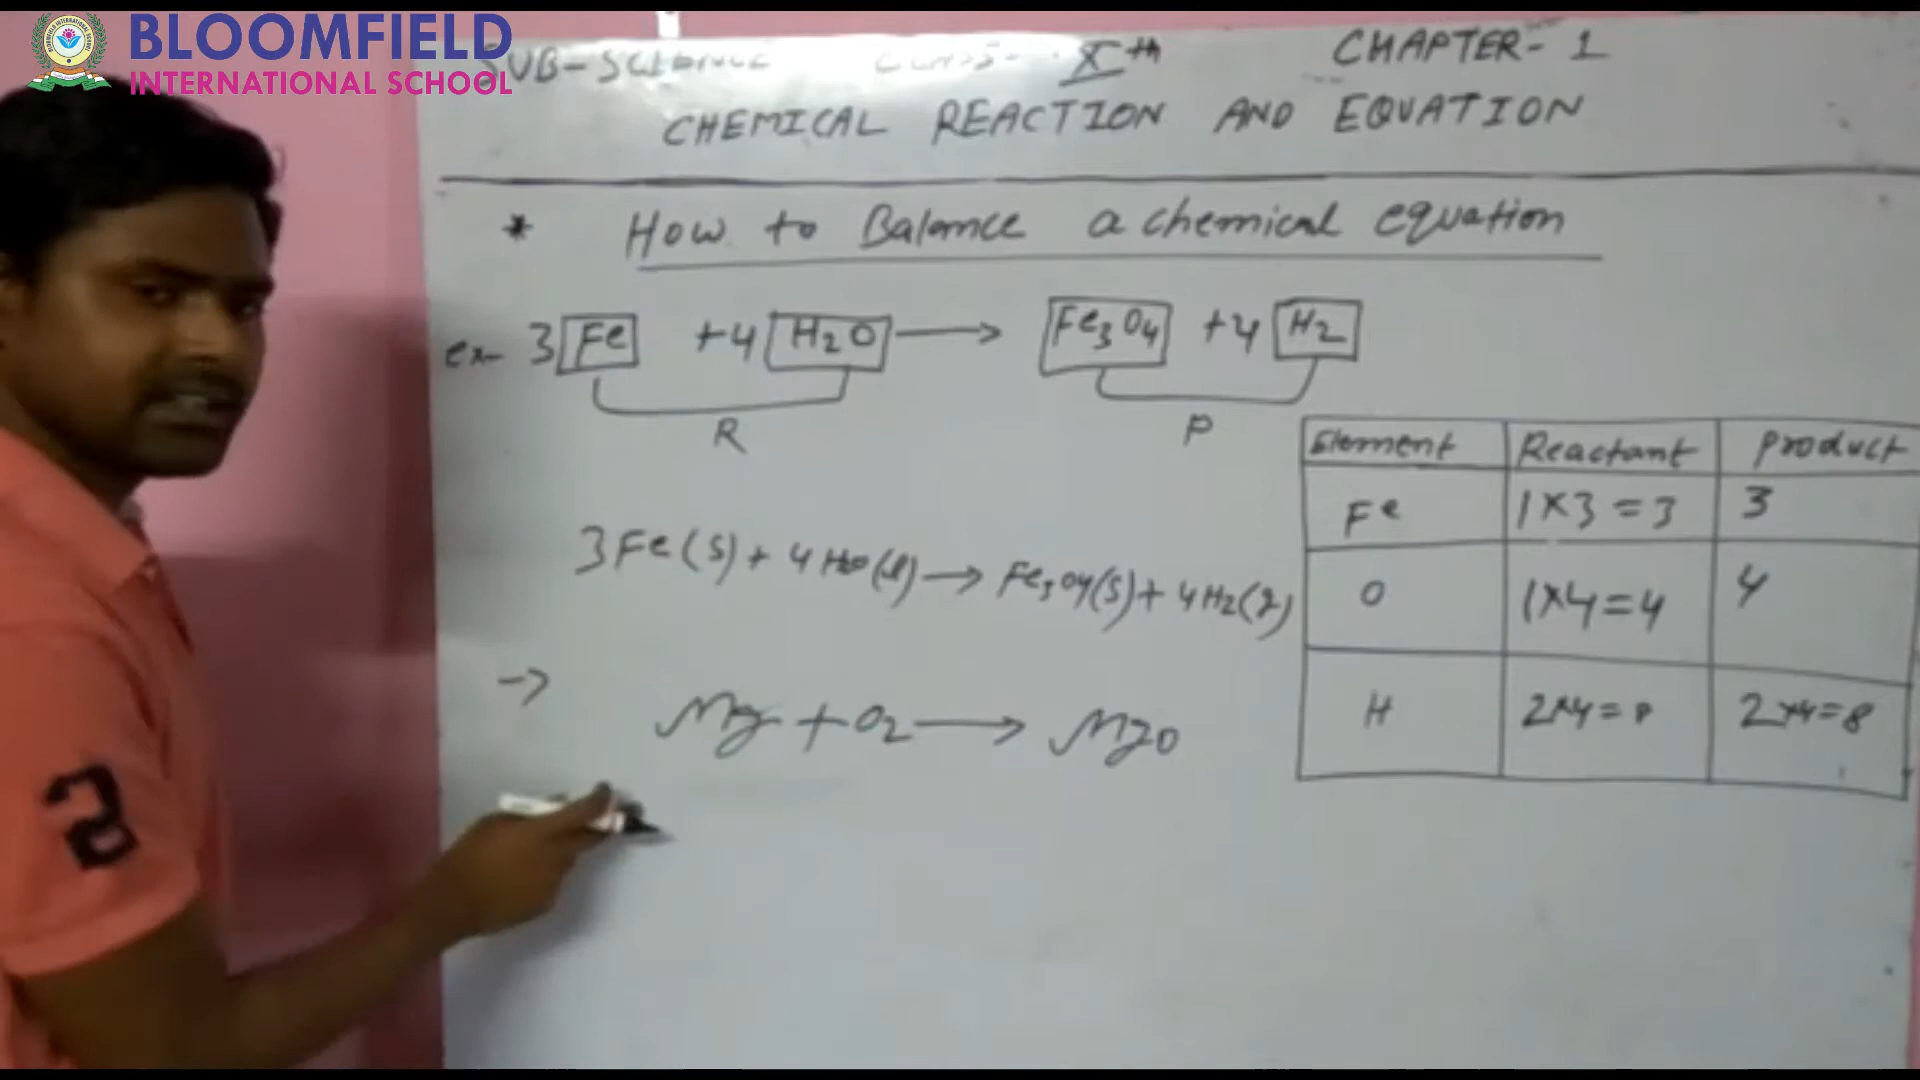 BLOOMFIELD
INTERNATIONAL SCHOOL
SUB-SCIENCE CLASS- Xth CHAPTER-1
CHEMICAL REACTION AND EQUATION
* How to Balance a chemical equation
ex- 3 Fe +4 H2O → Fe3O4 +4 H2
R P
Element Reactant Product
Fe 1×3=3 3
O 1×4=4 4
H 2×4=8 2×4=8
3Fe(s)+4H2O(l)→Fe3O4(s)+4H2(g)
→ Mg+O2→MgO
2